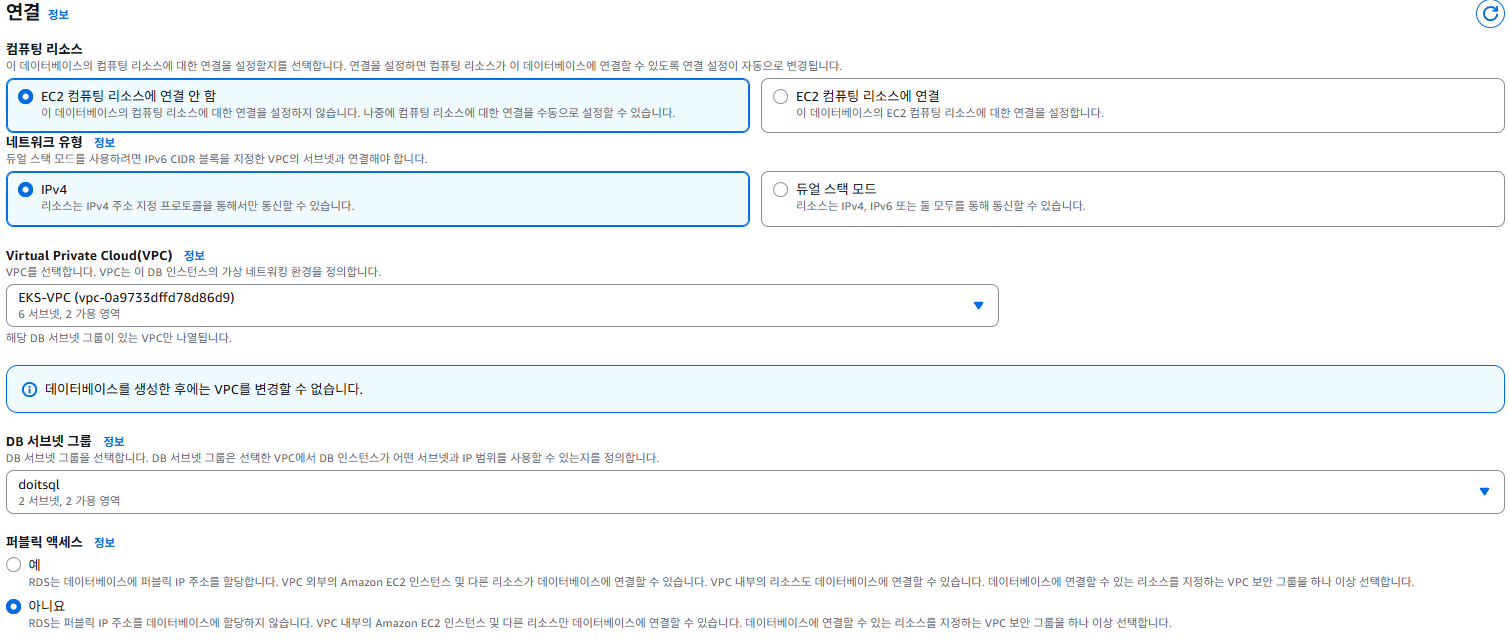 연결 정보
컴퓨팅 리소스
이 데이터베이스의 컴퓨팅 리소스에 대한 연결을 설정할지를 선택합니다. 연결을 설정하면 컴퓨팅 리소스가 이 데이터베이스에 연결할 수 있도록 연결 설정이 자동으로 변경됩니다.
EC2 컴퓨팅 리소스에 연결 안 함
이 데이터베이스의 컴퓨팅 리소스에 대한 연결을 설정하지 않습니다. 나중에 컴퓨팅 리소스에 대한 연결을 수동으로 설정할 수 있습니다.
EC2 컴퓨팅 리소스에 연결
이 데이터베이스의 EC2 컴퓨팅 리소스에 대한 연결을 설정합니다.
네트워크 유형 정보
듀얼 스택 모드를 사용하려면 IPv6 CIDR 블록을 지정한 VPC의 서브넷과 연결해야 합니다.
IPv4
리소스는 IPv4 주소 지정 프로토콜을 통해서만 통신할 수 있습니다.
듀얼 스택 모드
리소스는 IPv4, IPv6 또는 둘 모두를 통해 통신할 수 있습니다.
Virtual Private Cloud(VPC) 정보
VPC를 선택합니다. VPC는 이 DB 인스턴스의 가상 네트워킹 환경을 정의합니다.
EKS-VPC (vpc-0a9733dffd78d86d9)
6 서브넷, 2 가용 영역
해당 DB 서브넷 그룹이 있는 VPC만 나열됩니다.
데이터베이스를 생성한 후에는 VPC를 변경할 수 없습니다.
DB 서브넷 그룹 정보
DB 서브넷 그룹을 선택합니다. DB 서브넷 그룹은 선택한 VPC에서 DB 인스턴스가 어떤 서브넷과 IP 범위를 사용할 수 있는지를 정의합니다.
doitsql
2 서브넷, 2 가용 영역
퍼블릭 액세스 정보
예
RDS는 데이터베이스에 퍼블릭 IP 주소를 할당합니다. VPC 외부의 Amazon EC2 인스턴스 및 다른 리소스가 데이터베이스에 연결할 수 있습니다. VPC 내부의 리소스도 데이터베이스에 연결할 수 있습니다. 데이터베이스에 연결할 수 있는 리소스를 지정하는 VPC 보안 그룹을 하나 이상 선택합니다.
아니요
RDS는 퍼블릭 IP 주소를 데이터베이스에 할당하지 않습니다. VPC 내부의 Amazon EC2 인스턴스 및 다른 리소스만 데이터베이스에 연결할 수 있습니다. 데이터베이스에 연결할 수 있는 리소스를 지정하는 VPC 보안 그룹을 하나 이상 선택합니다.